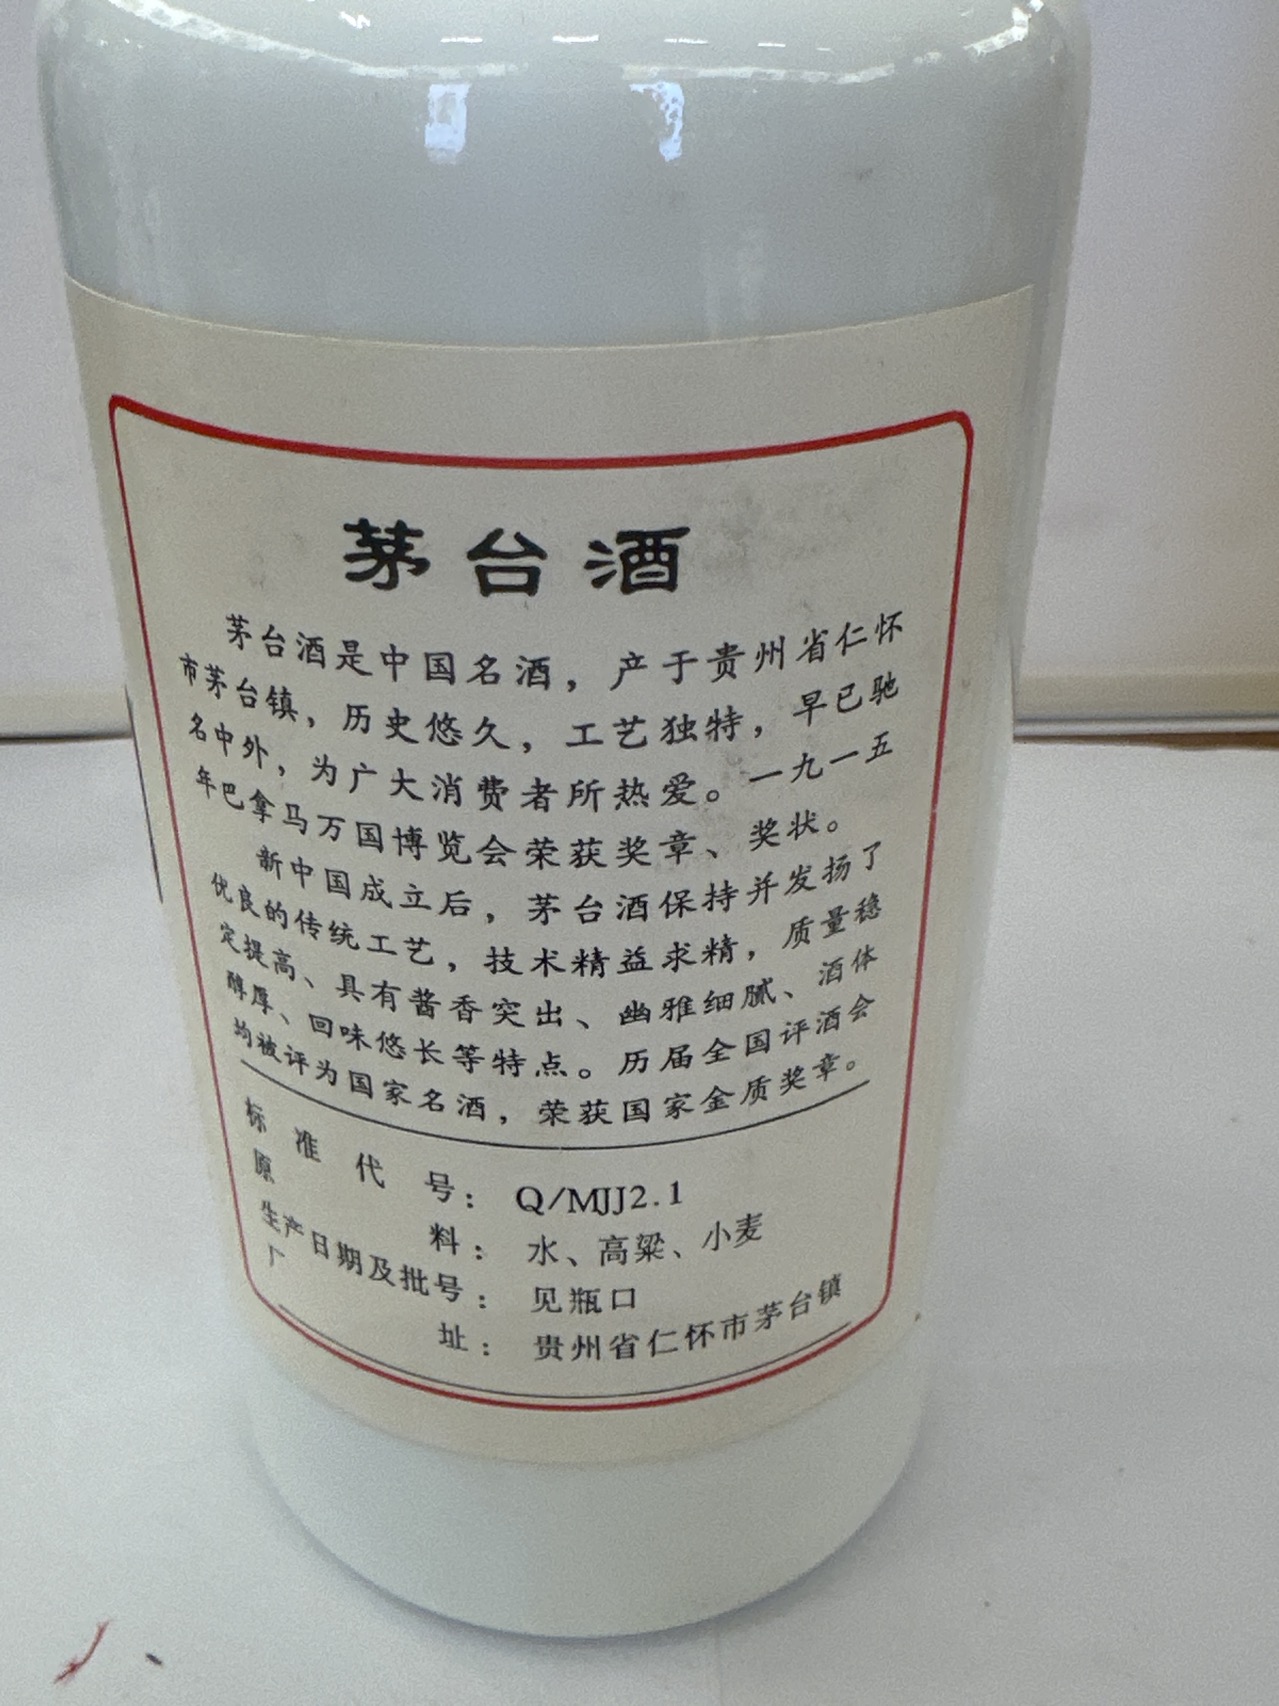 茅台酒
茅台酒是中国名酒，产于贵州省仁怀
市茅台镇，历史悠久，工艺独特，早已驰
名中外，为广大消费者所热爱。一九一五
年巴拿马万国博览会荣获奖章、奖状。
新中国成立后，茅台酒保持并发扬了
优良的传统工艺，技术精益求精，质量稳
定提高、具有酱香突出、幽雅细腻、酒体
醇厚、回味悠长等特点。历届全国评酒会
均被评为国家名酒，荣获国家金质奖章。
标准代号：Q/MJJ2.1
原料：水、高粱、小麦
生产日期及批号：见瓶口
厂址：贵州省仁怀市茅台镇